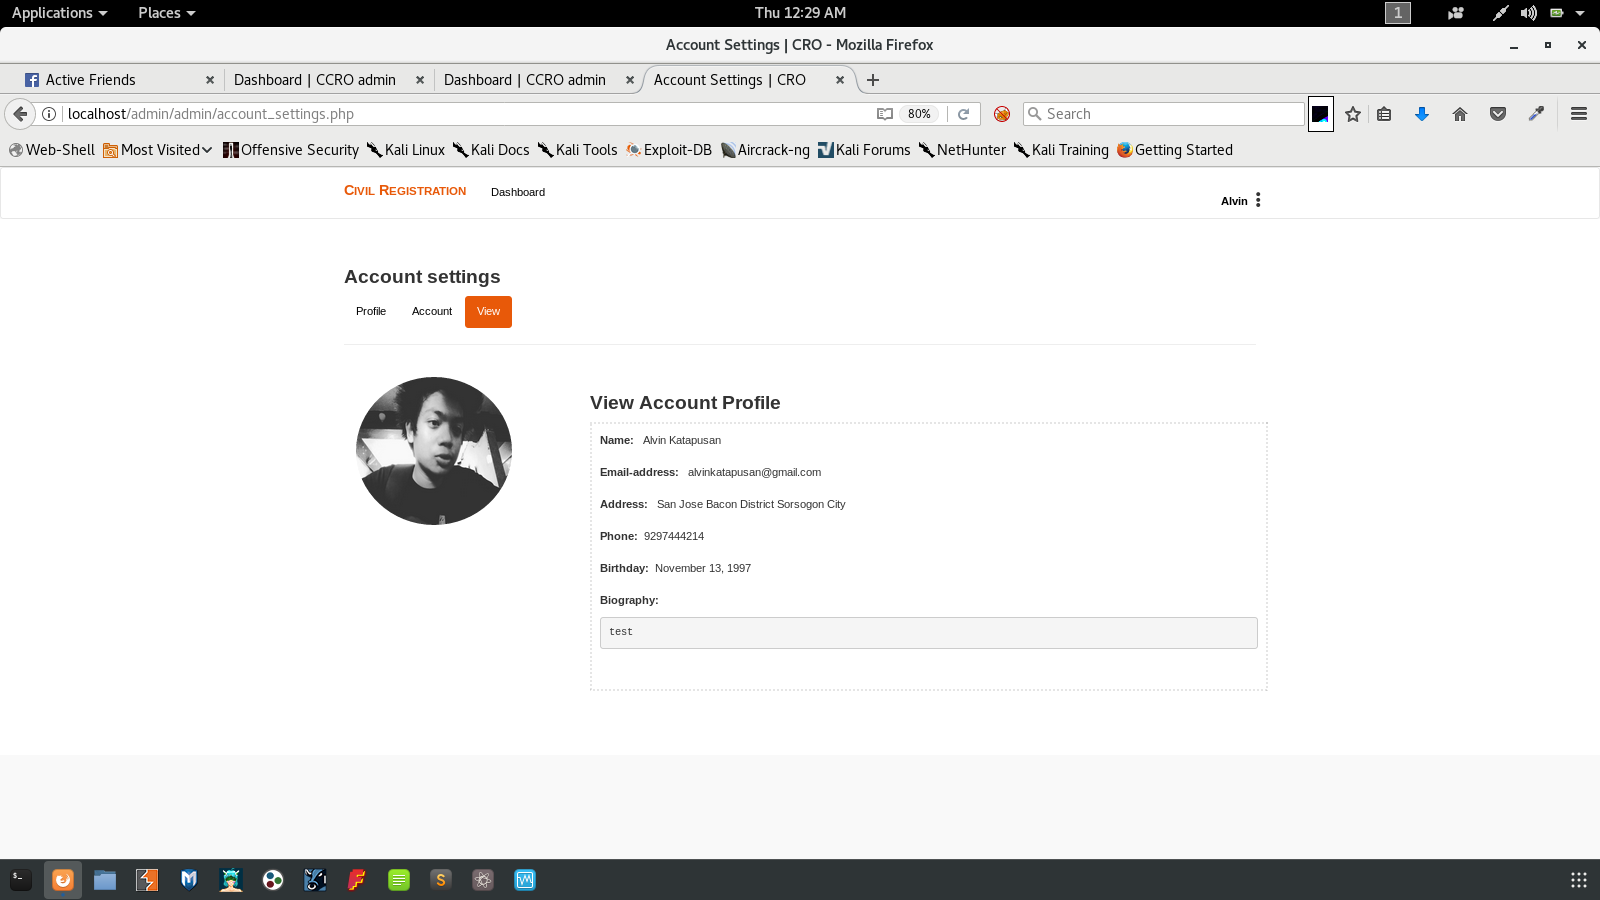 Applications Places Thu 12:29 AM 1
Account Settings | CRO - Mozilla Firefox
Active Friends Dashboard | CCRO admin Dashboard | CCRO admin Account Settings | CRO
localhost/admin/admin/account_settings.php 80% Search
Web-Shell Most Visited Offensive Security Kali Linux Kali Docs Kali Tools Exploit-DB Aircrack-ng Kali Forums NetHunter Kali Training Getting Started
CIVIL REGISTRATION Dashboard
Alvin
Account settings
Profile Account View
View Account Profile
Name: Alvin Katapusan
Email-address: alvinkatapusan@gmail.com
Address: San Jose Bacon District Sorsogon City
Phone: 9297444214
Birthday: November 13, 1997
Biography:
test